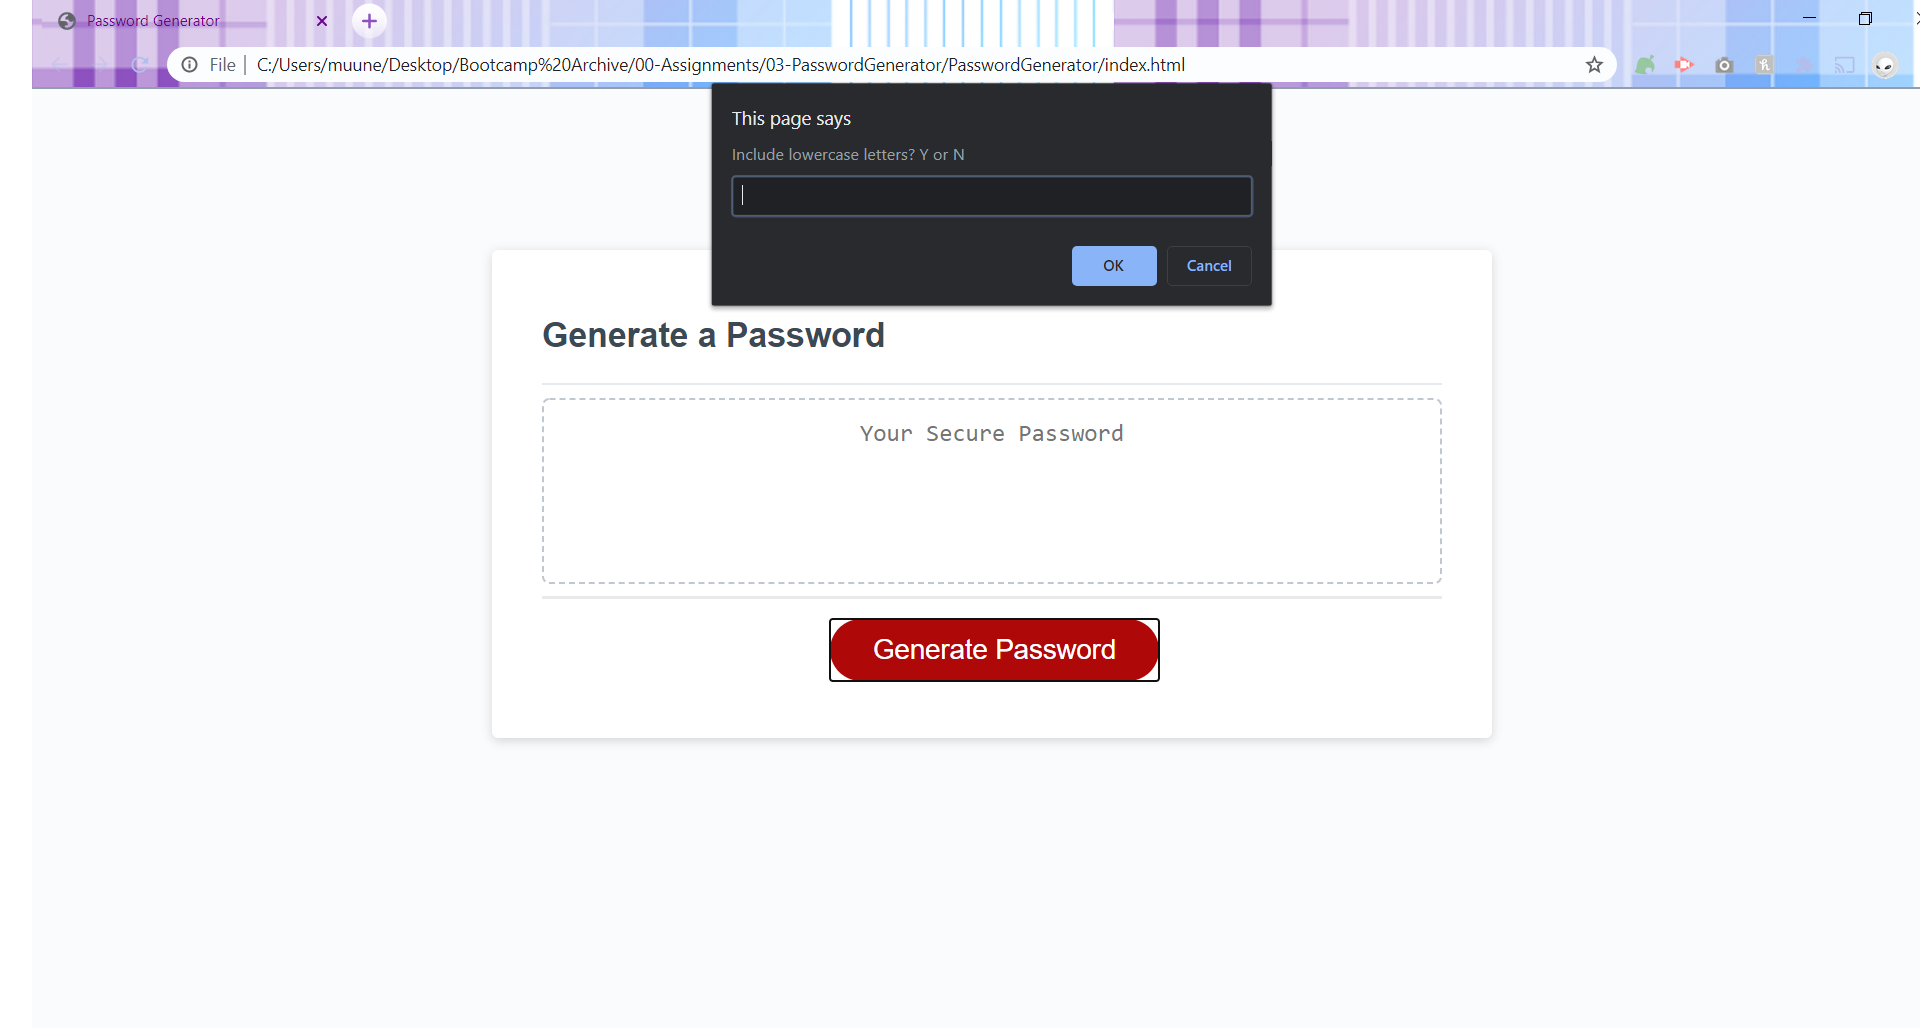 Password Generator
File
C:/Users/muune/Desktop/Bootcamp%20Archive/00-Assignments/03-PasswordGenerator/PasswordGenerator/index.html
This page says
Include lowercase letters? Y or N
OK Cancel
Generate a Password
Your Secure Password
Generate Password